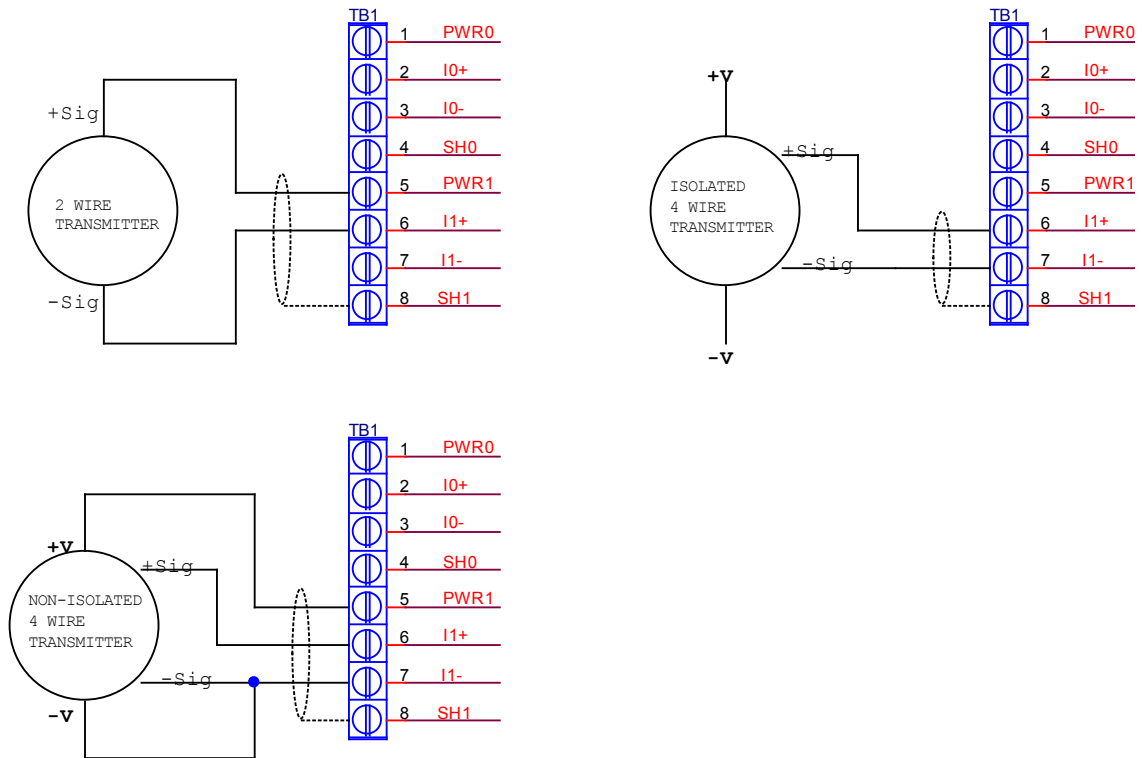 TB1
1 PWR0
2 I0+
3 I0-
4 SH0
5 PWR1
6 I1+
7 I1-
8 SH1
+Sig
2 WIRE
TRANSMITTER
-Sig
TB1
1 PWR0
2 I0+
3 I0-
4 SH0
5 PWR1
6 I1+
7 I1-
8 SH1
+V
+Sig
ISOLATED
4 WIRE
TRANSMITTER
-Sig
-V
TB1
1 PWR0
2 I0+
3 I0-
4 SH0
5 PWR1
6 I1+
7 I1-
8 SH1
+V
+Sig
NON-ISOLATED
4 WIRE
TRANSMITTER
-Sig
-V